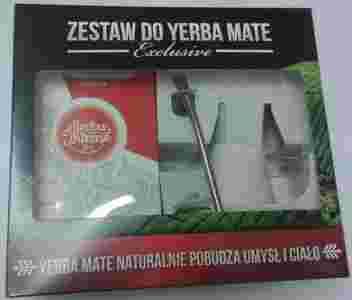 ZESTAW DO YERBA MATE
Exclusive
YERBA MATE NATURALNIE POBUDZA UMYSŁ I CIAŁO